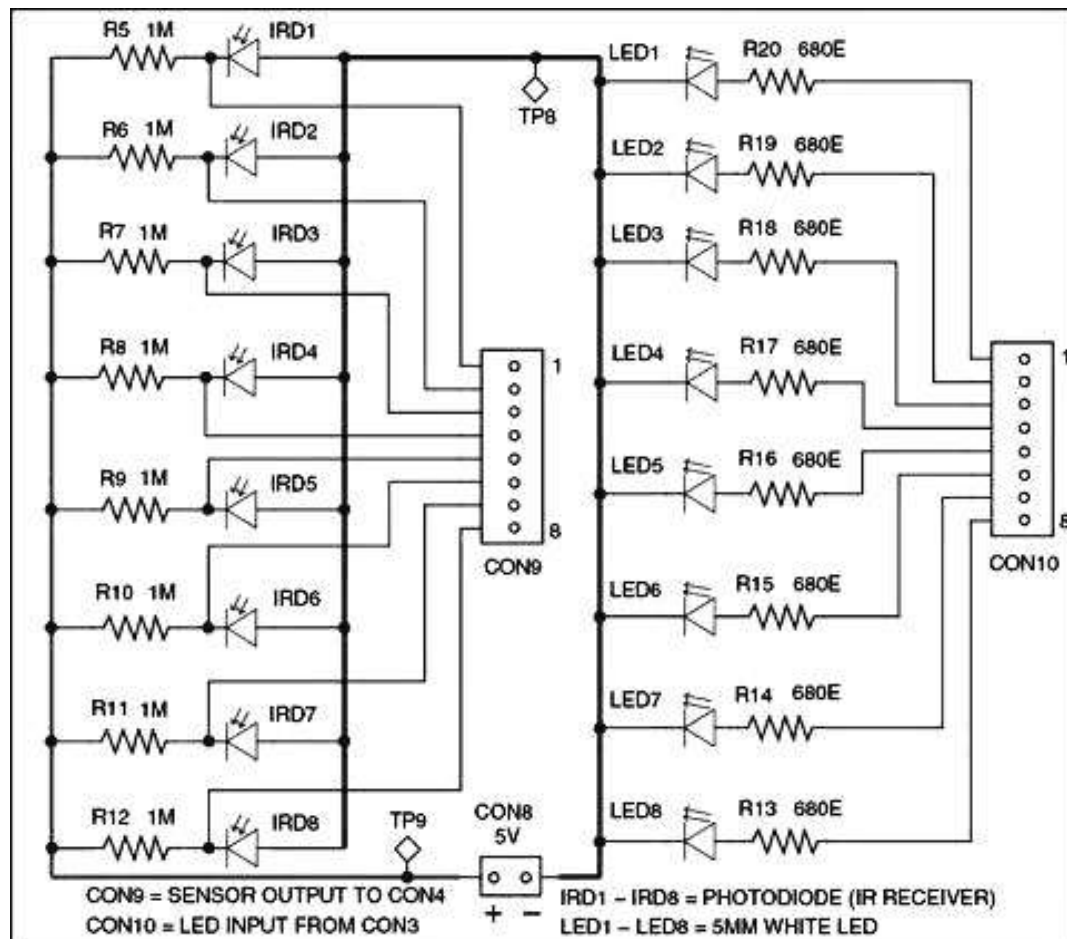 R5 1M IRD1
R6 1M IRD2
R7 1M IRD3
R8 1M IRD4
R9 1M IRD5
R10 1M IRD6
R11 1M IRD7
R12 1M IRD8
TP8
TP9
1
8
CON9
CON8
5V
+ −
LED1 R20 680E
LED2 R19 680E
LED3 R18 680E
LED4 R17 680E
LED5 R16 680E
LED6 R15 680E
LED7 R14 680E
LED8 R13 680E
1
8
CON10
CON9 = SENSOR OUTPUT TO CON4
CON10 = LED INPUT FROM CON3
IRD1 – IRD8 = PHOTODIODE (IR RECEIVER)
LED1 – LED8 = 5MM WHITE LED